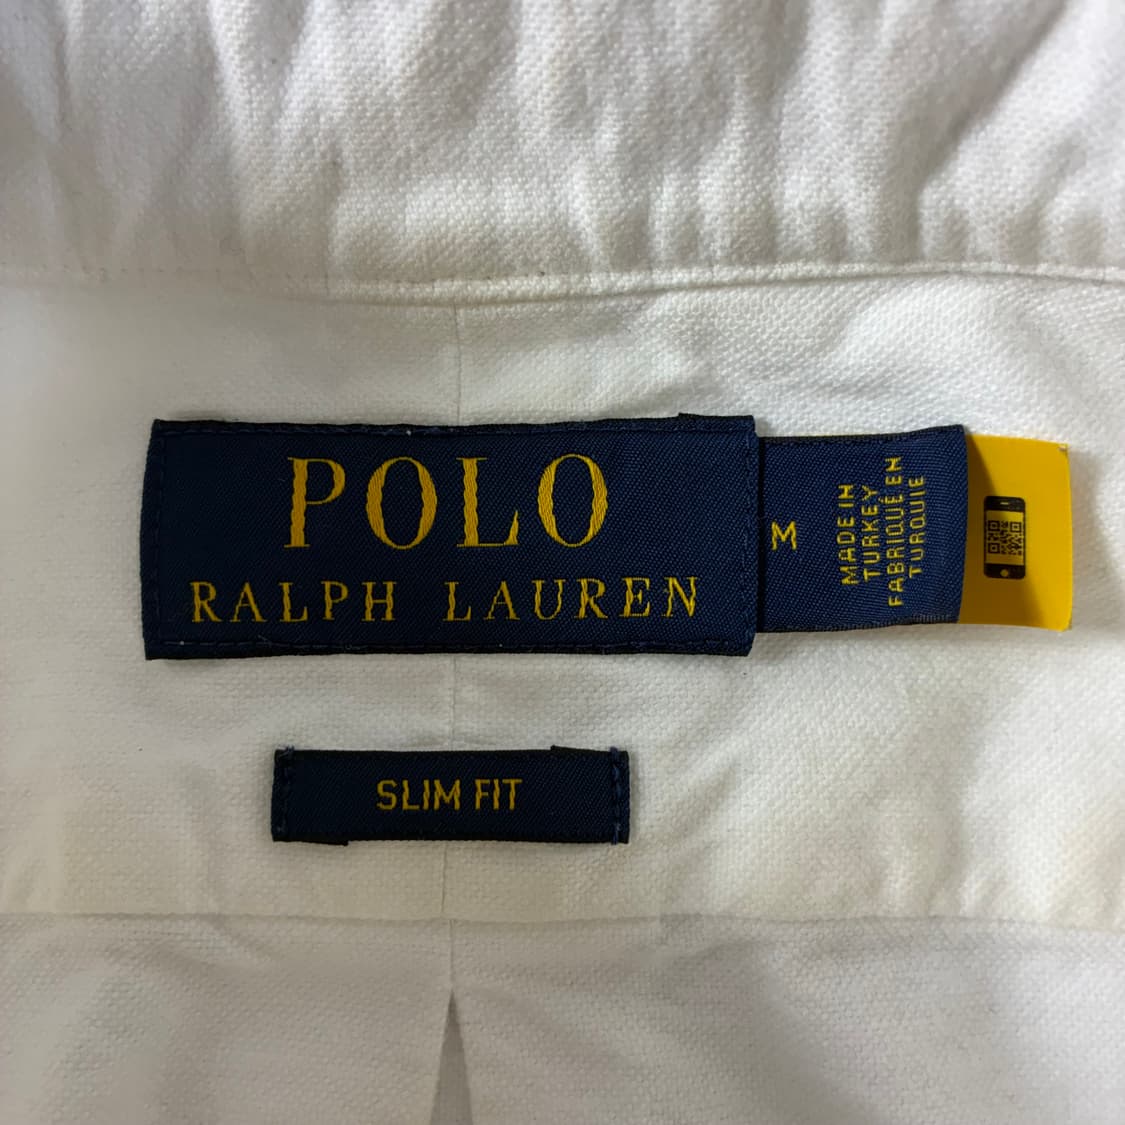 POLO
RALPH LAUREN
M
MADE IN
TURKEY
FABRIQUÉ EN
TURQUIE
SLIM FIT